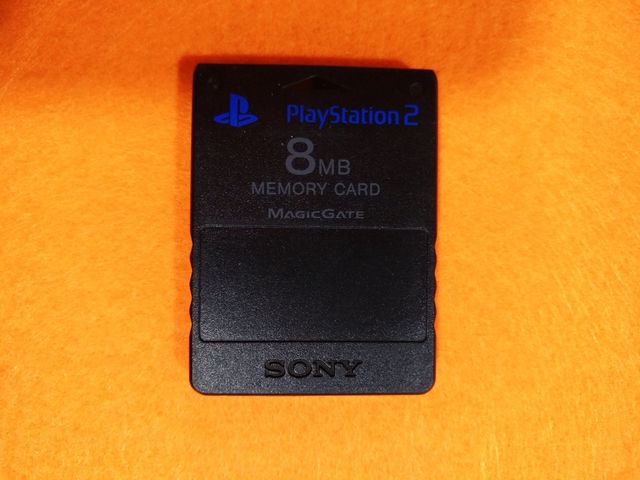 PlayStation 2
8MB
MEMORY CARD
MAGICGATE
SONY